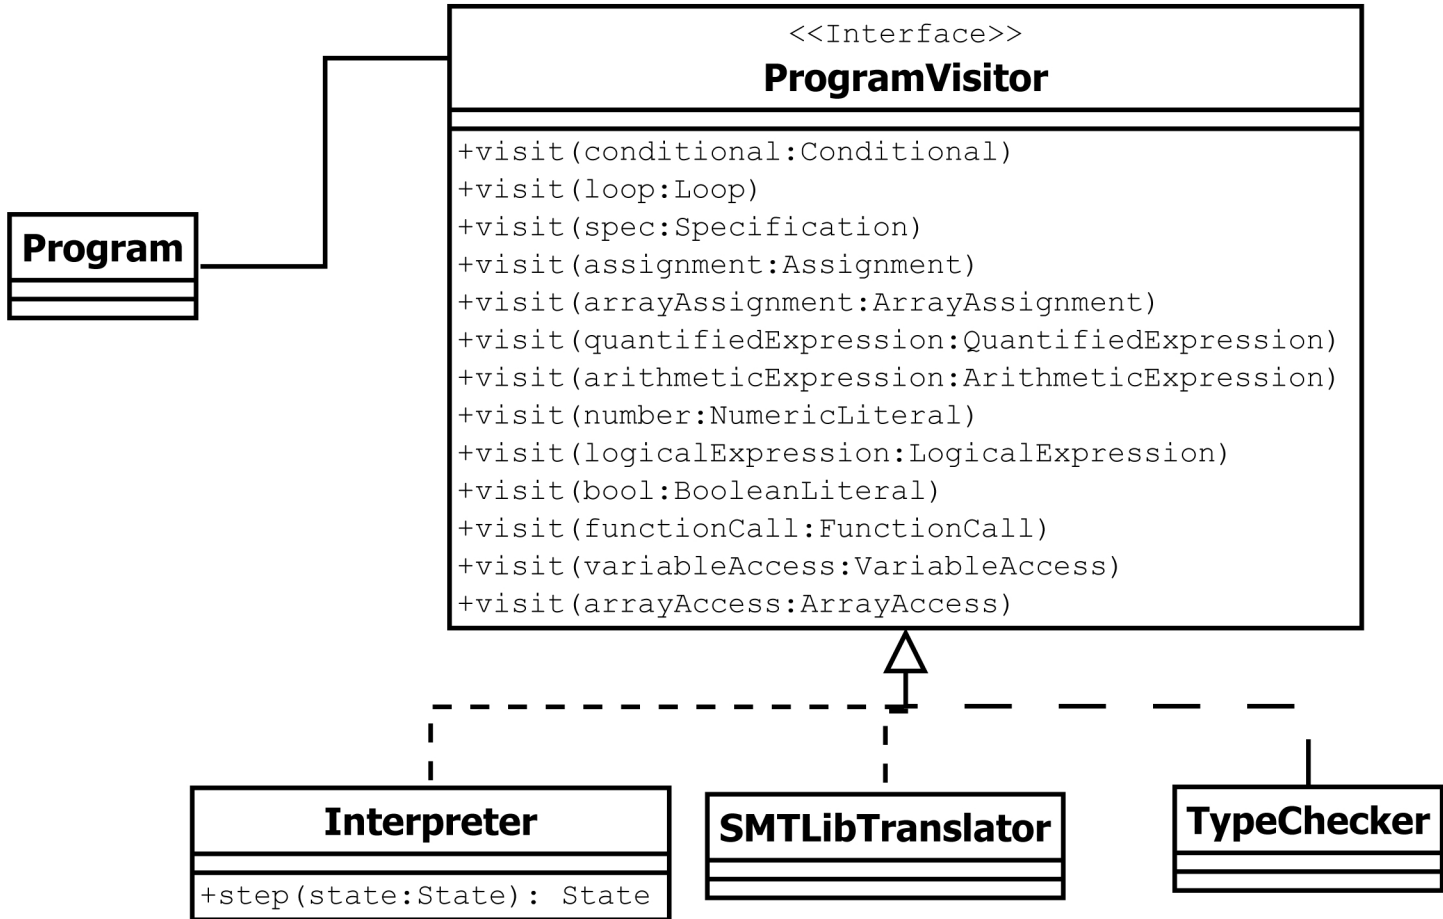 <<Interface>>
ProgramVisitor
+visit(conditional:Conditional)
+visit(loop:Loop)
+visit(spec:Specification)
+visit(assignment:Assignment)
+visit(arrayAssignment:ArrayAssignment)
+visit(quantifiedExpression:QuantifiedExpression)
+visit(arithmeticExpression:ArithmeticExpression)
+visit(number:NumericLiteral)
+visit(logicalExpression:LogicalExpression)
+visit(bool:BooleanLiteral)
+visit(functionCall:FunctionCall)
+visit(variableAccess:VariableAccess)
+visit(arrayAccess:ArrayAccess)
Program
Interpreter
+step(state:State): State
SMTLibTranslator
TypeChecker